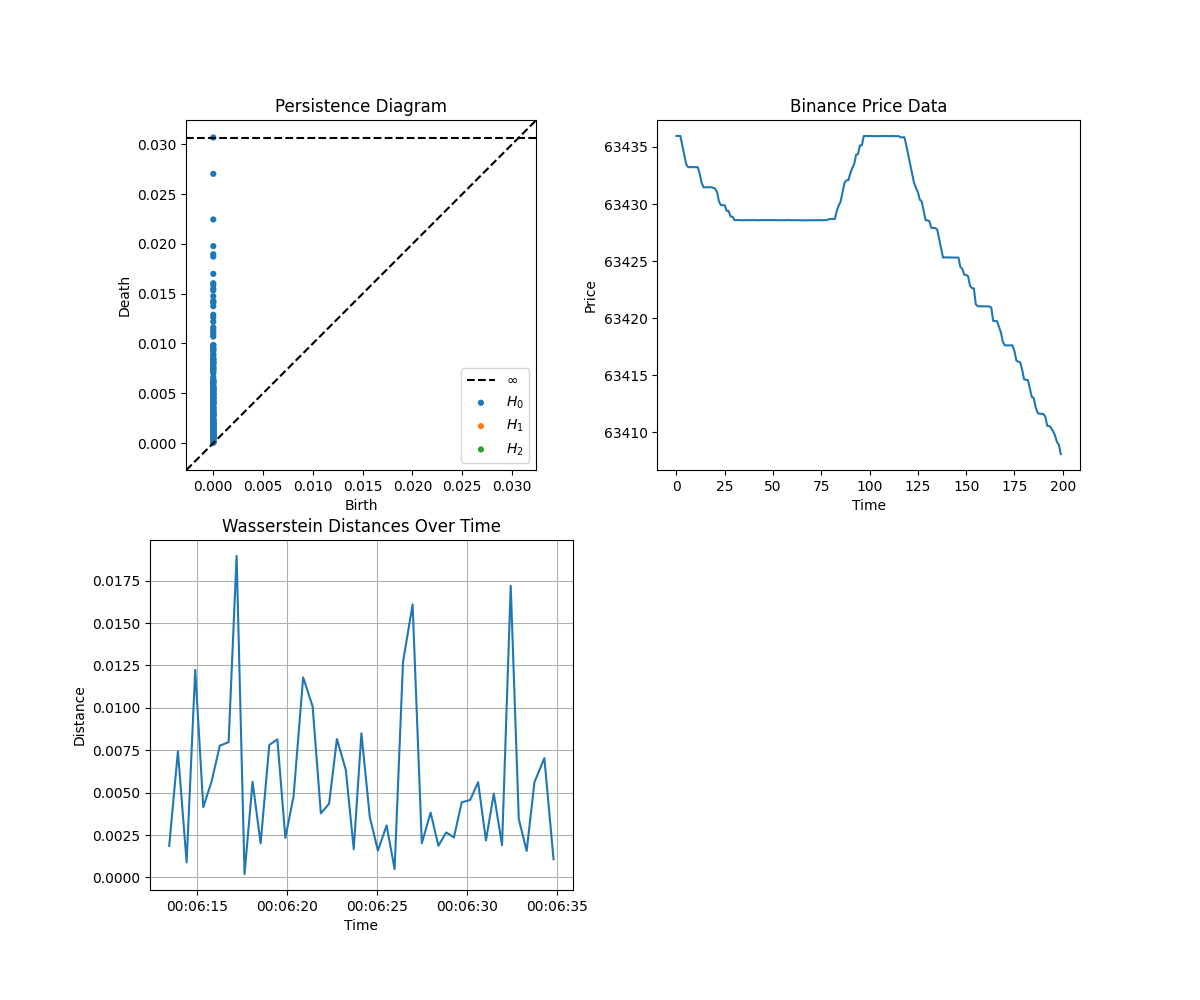 Persistence Diagram
0.030
0.025
0.020
0.015
0.010
0.005
0.000
Death
0.000 0.005 0.010 0.015 0.020 0.025 0.030
Birth
∞
H₀
H₁
H₂
Binance Price Data
63435
63430
63425
63420
63415
63410
Price
0 25 50 75 100 125 150 175 200
Time
Wasserstein Distances Over Time
0.0175
0.0150
0.0125
0.0100
0.0075
0.0050
0.0025
0.0000
Distance
00:06:15 00:06:20 00:06:25 00:06:30 00:06:35
Time